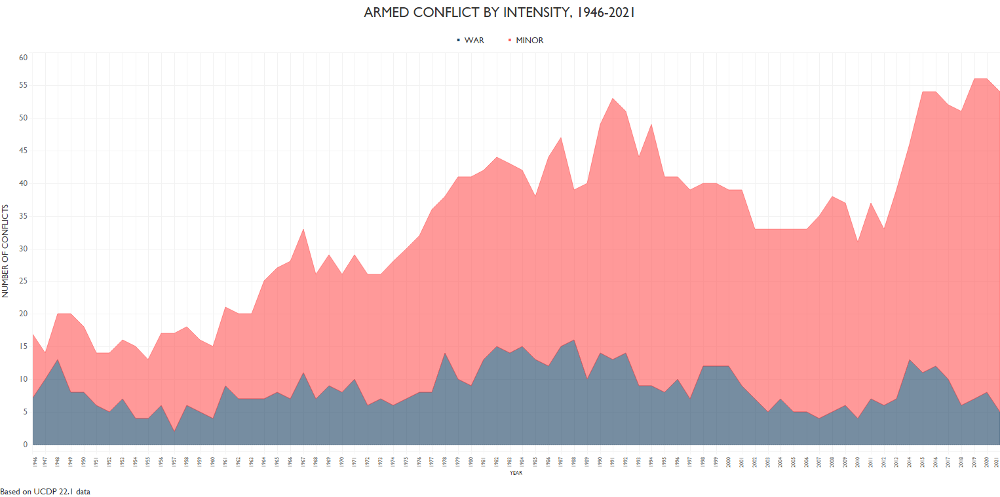 ARMED CONFLICT BY INTENSITY, 1946-2021
WAR MINOR
60
55
50
45
40
35
30
25
20
15
10
5
0
NUMBER OF CONFLICTS
1946 1947 1948 1949 1950 1951 1952 1953 1954 1955 1956 1957 1958 1959 1960 1961 1962 1963 1964 1965 1966 1967 1968 1969 1970 1971 1972 1973 1974 1975 1976 1977 1978 1979 1980 1981 1982 1983 1984 1985 1986 1987 1988 1989 1990 1991 1992 1993 1994 1995 1996 1997 1998 1999 2000 2001 2002 2003 2004 2005 2006 2007 2008 2009 2010 2011 2012 2013 2014 2015 2016 2017 2018 2019 2020 2021
YEAR
Based on UCDP 22.1 data